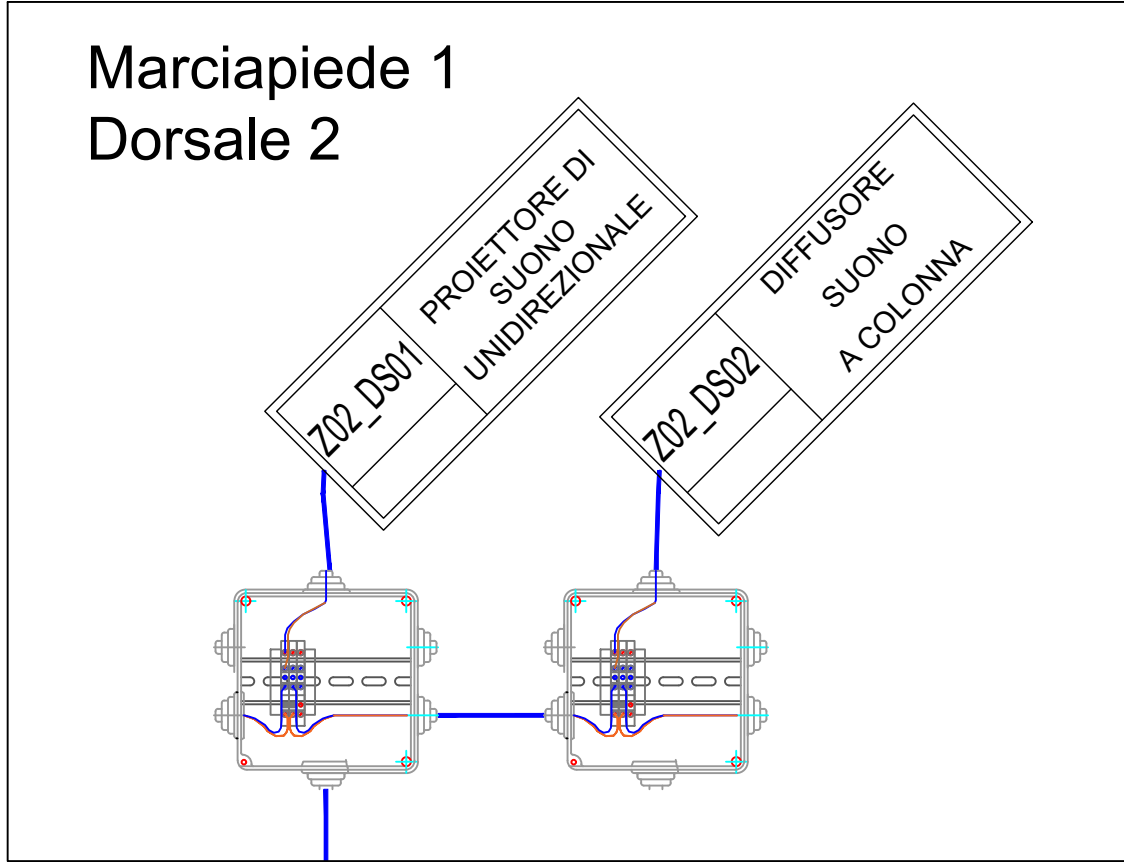 Marciapiede 1
Dorsale 2
PROIETTORE DI
SUONO
UNIDIREZIONALE
Z02_DS01
DIFFUSORE
SUONO
A COLONNA
Z02_DS02